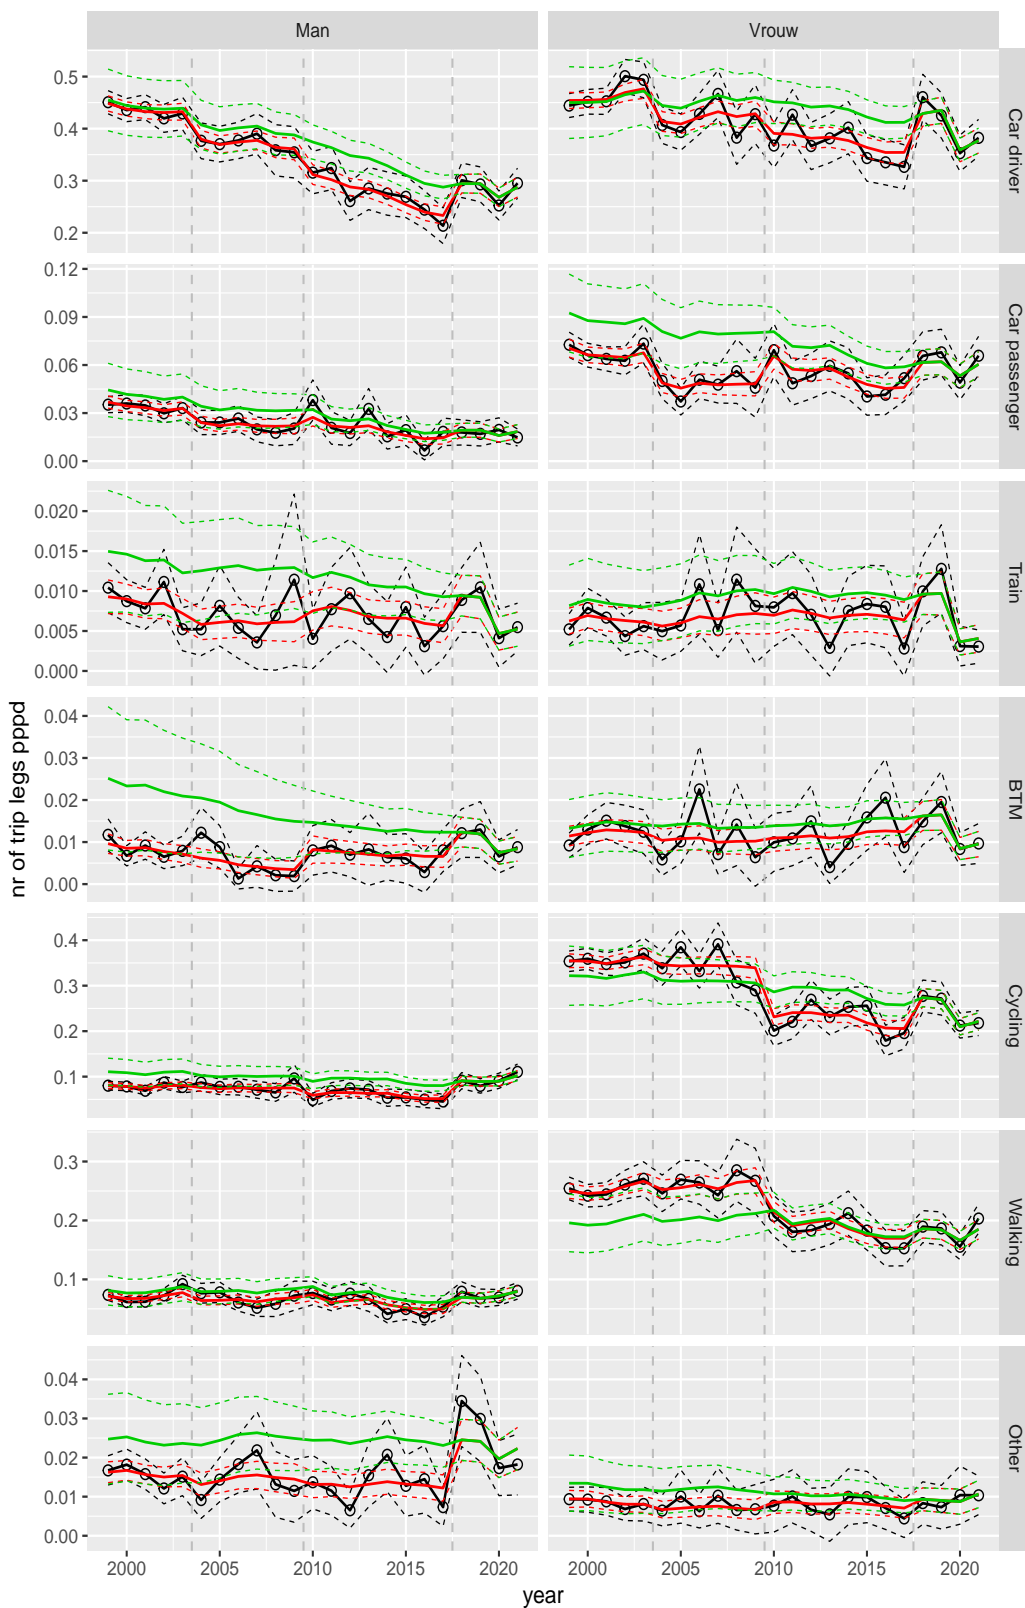 Man Vrouw
0.5
0.4
0.3
0.2
Car driver
0.12
0.09
0.06
0.03
0.00
Car passenger
0.020
0.015
0.010
0.005
0.000
Train
0.04
0.03
0.02
0.01
0.00
BTM
0.4
0.3
0.2
0.1
Cycling
0.3
0.2
0.1
Walking
0.04
0.03
0.02
0.01
0.00
Other
nr of trip legs pppd
2000 2005 2010 2015 2020 2000 2005 2010 2015 2020
year